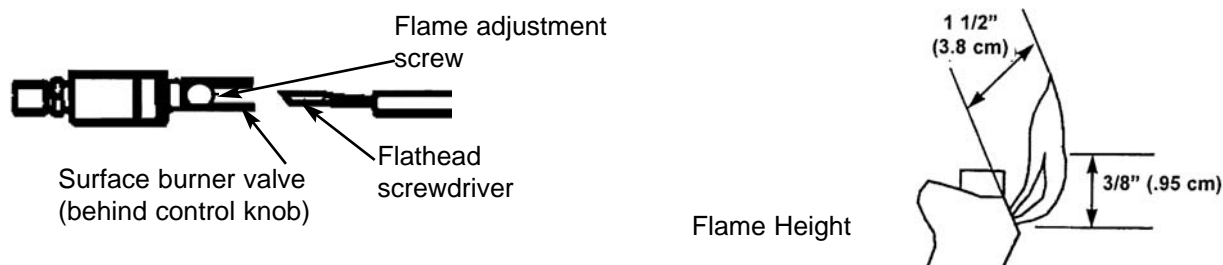 Flame adjustment
screw
Surface burner valve
(behind control knob)
Flathead
screwdriver
1 1/2”
(3.8 cm)
3/8” (.95 cm)
Flame Height